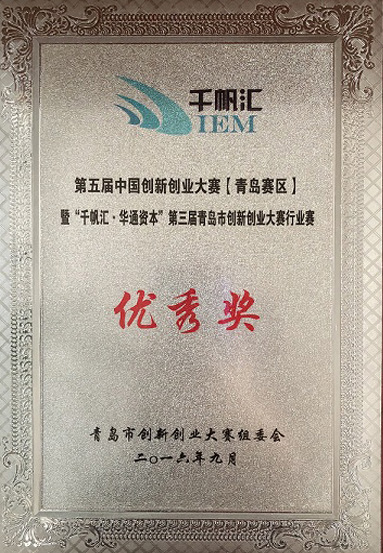 千帆汇
IEM
第五届中国创新创业大赛【青岛赛区】
暨“千帆汇·华通资本”第三届青岛市创新创业大赛行业赛
优秀奖
青岛市创新创业大赛组委会
二〇一六年九月